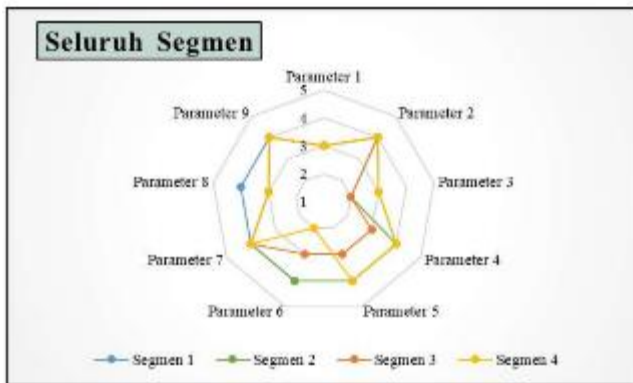 Seluruh Segmen
Parameter 1
5
Parameter 9
Parameter 2
4
3
Parameter 8
2
Parameter 3
1
Parameter 7
Parameter 4
Parameter 6
Parameter 5
Segmen 1
Segmen 2
Segmen 3
Segmen 4